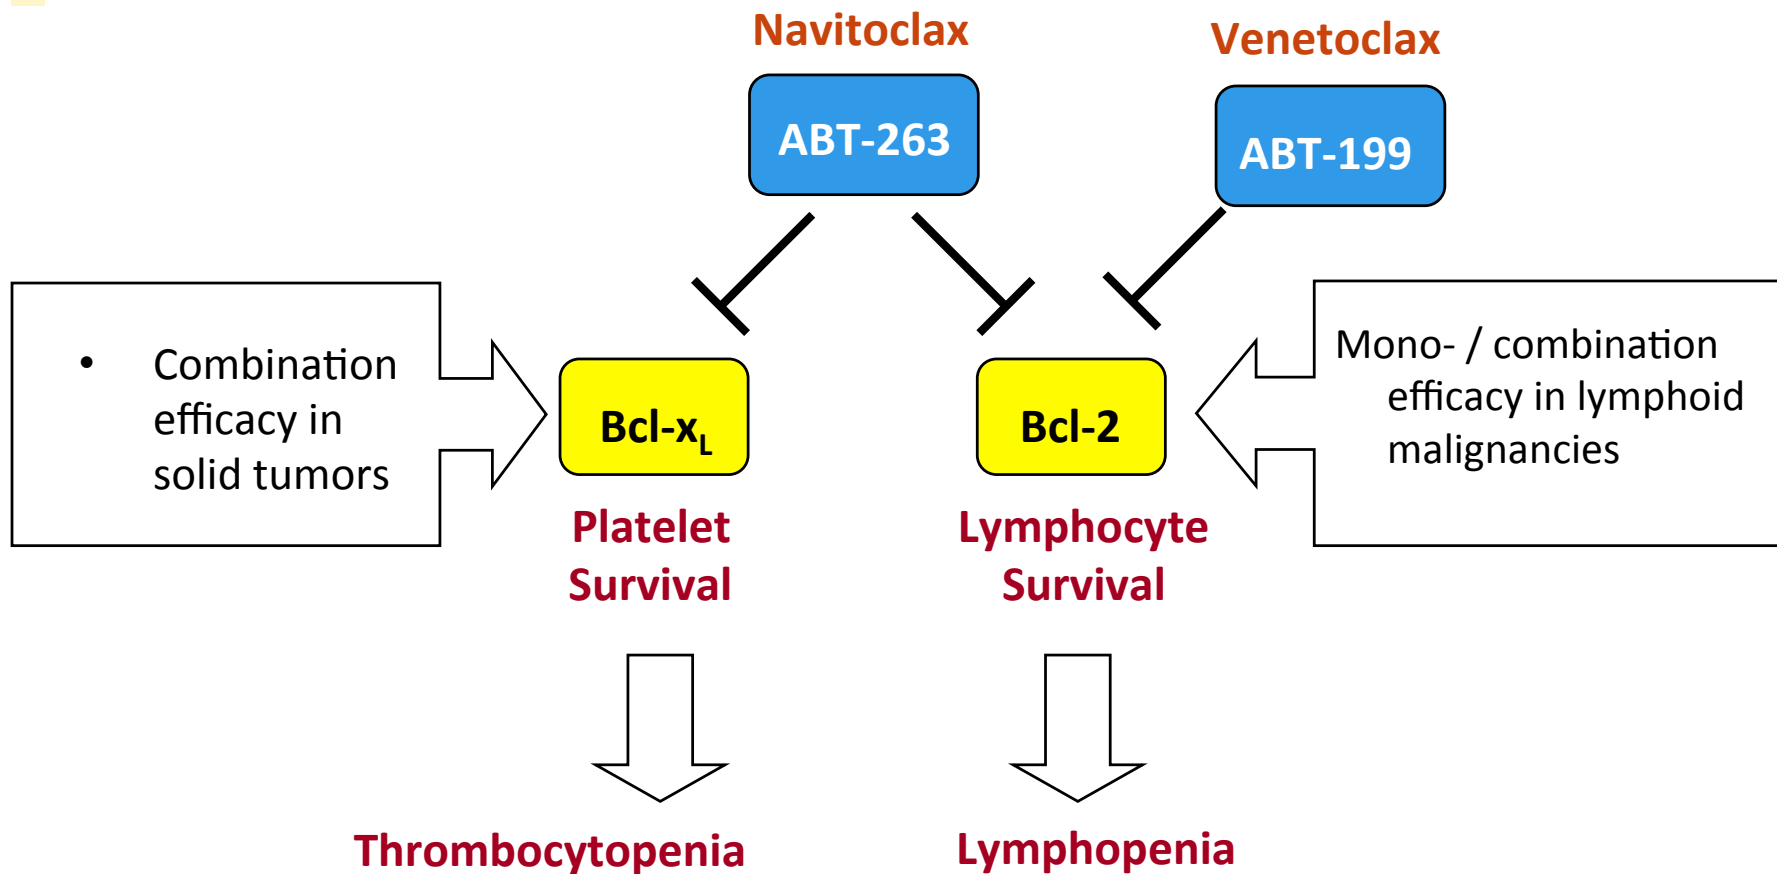 Navitoclax
Venetoclax
ABT-263
ABT-199
• Combination
efficacy in
solid tumors
Bcl-xL
Bcl-2
Mono- / combination
efficacy in lymphoid
malignancies
Platelet
Survival
Lymphocyte
Survival
Thrombocytopenia
Lymphopenia